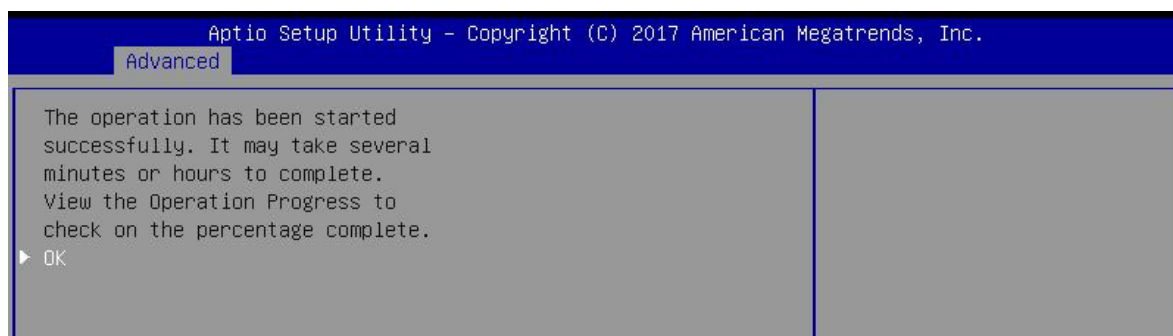 Aptio Setup Utility – Copyright (C) 2017 American Megatrends, Inc.
Advanced
The operation has been started
successfully. It may take several
minutes or hours to complete.
View the Operation Progress to
check on the percentage complete.
OK